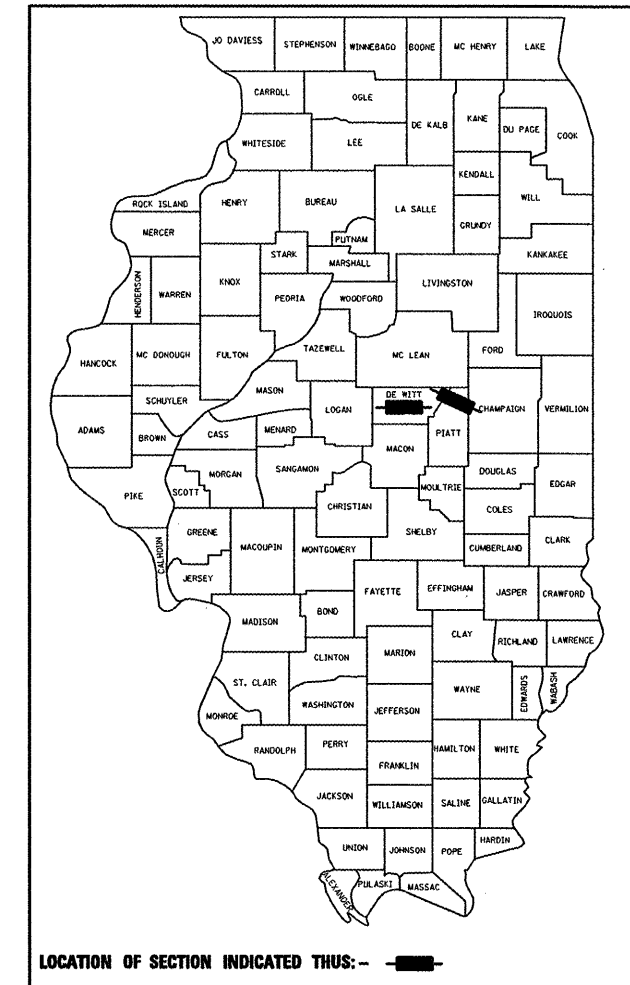 JO DAVIESS
STEPHENSON
WINNEBAGO
BOONE
MC HENRY
LAKE
CARROLL
OGLE
DE KALB
KANE
DU PAGE
COOK
WHITESIDE
LEE
KENDALL
WILL
ROCK ISLAND
HENRY
BUREAU
LA SALLE
GRUNDY
MERCER
PUTNAM
STARK
MARSHALL
KANKAKEE
HENDERSON
WARREN
KNOX
PEORIA
WOODFORD
LIVINGSTON
IROQUOIS
HANCOCK
MC DONOUGH
FULTON
TAZEWELL
MC LEAN
FORD
MASON
SCHUYLER
LOGAN
DE WITT
CHAMPAIGN
VERMILION
ADAMS
BROWN
CASS
MENARD
MACON
PIATT
PIKE
SCOTT
MORGAN
SANGAMON
CHRISTIAN
MOULTRIE
DOUGLAS
COLES
EDGAR
CALHOUN
GREENE
MACOUPIN
MONTGOMERY
SHELBY
CUMBERLAND
CLARK
JERSEY
FAYETTE
EFFINGHAM
JASPER
CRAWFORD
MADISON
BOND
CLAY
RICHLAND
LAWRENCE
CLINTON
MARION
ST. CLAIR
WAYNE
EDWARDS
WABASH
MONROE
WASHINGTON
JEFFERSON
RANDOLPH
PERRY
FRANKLIN
HAMILTON
WHITE
JACKSON
WILLIAMSON
SALINE
GALLATIN
UNION
JOHNSON
POPE
HARDIN
ALEXANDER
PULASKI
MASSAC
LOCATION OF SECTION INDICATED THUS:-